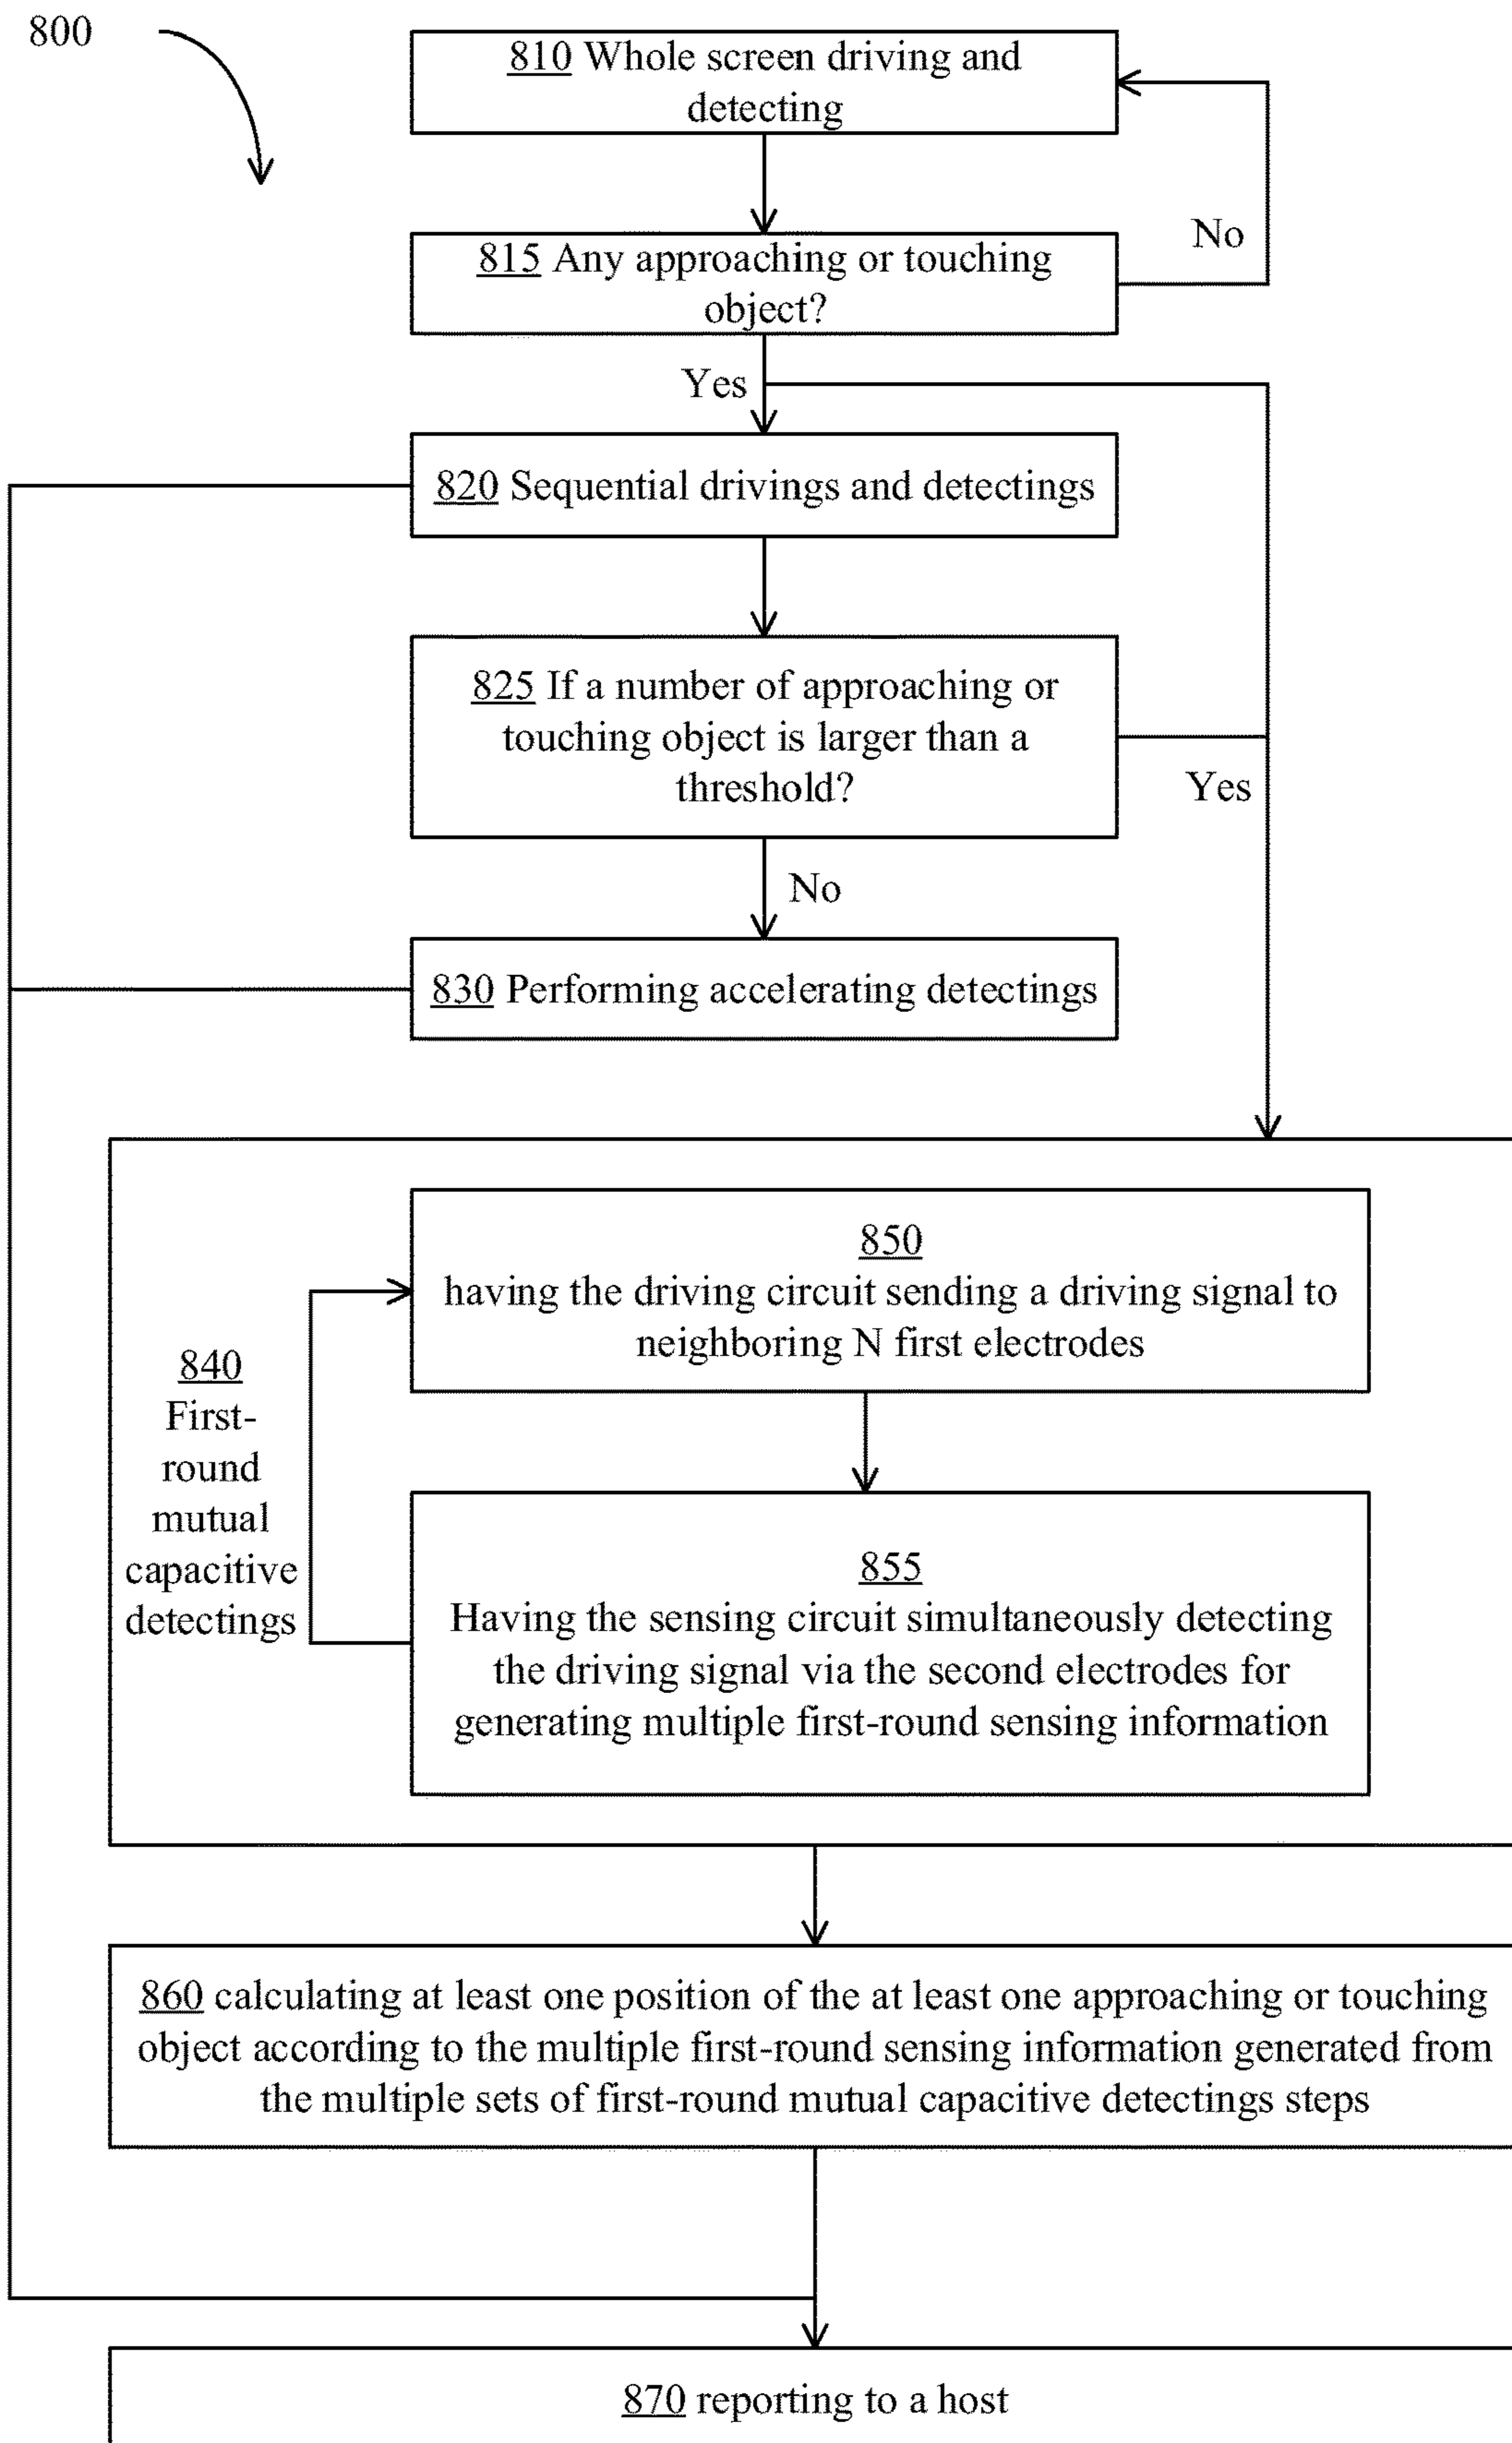 800
810 Whole screen driving and
detecting
No
815 Any approaching or touching
object?
Yes
820 Sequential drivings and detectings
825 If a number of approaching or
touching object is larger than a
threshold?
Yes
No
830 Performing accelerating detectings
850
having the driving circuit sending a driving signal to
neighboring N first electrodes
840
First-
round
mutual
capacitive
detectings
855
Having the sensing circuit simultaneously detecting
the driving signal via the second electrodes for
generating multiple first-round sensing information
860 calculating at least one position of the at least one approaching or touching
object according to the multiple first-round sensing information generated from
the multiple sets of first-round mutual capacitive detectings steps
870 reporting to a host